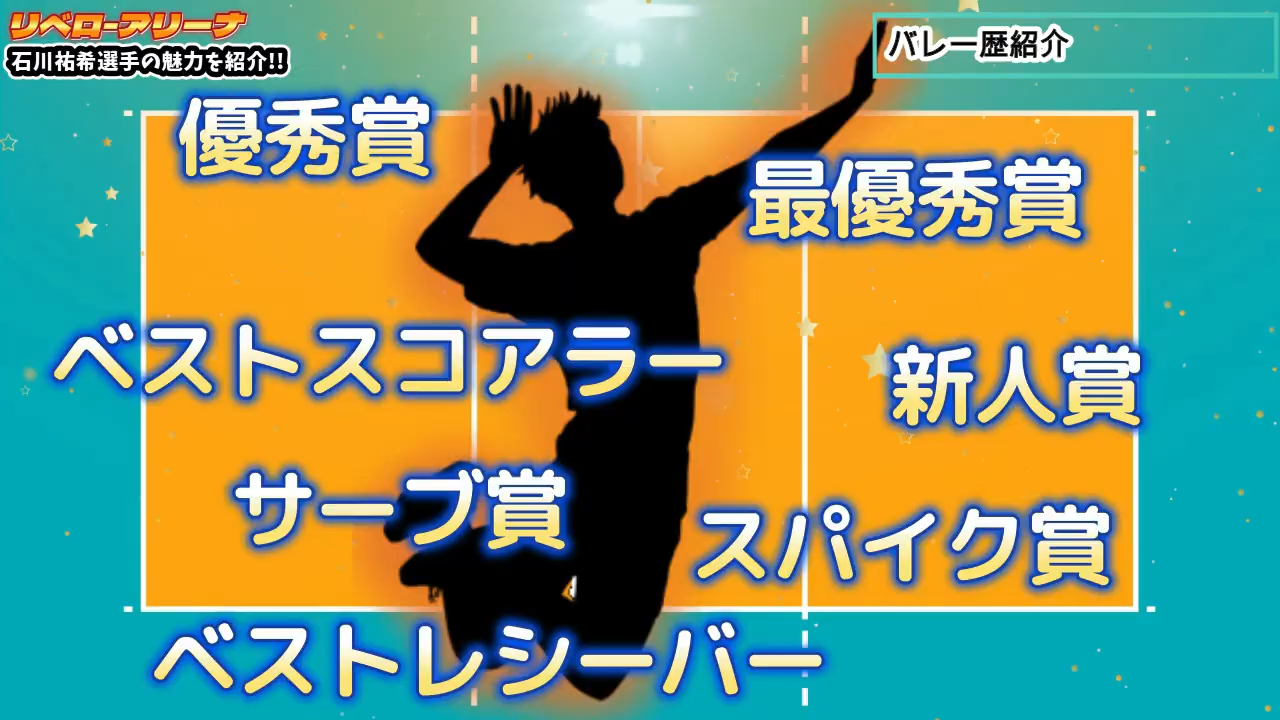 リベローアリーナ
石川祐希選手の魅力を紹介!!
バレー歴紹介
優秀賞
最優秀賞
ベストスコアラー
新人賞
サーブ賞
スパイク賞
ベストレシーバー